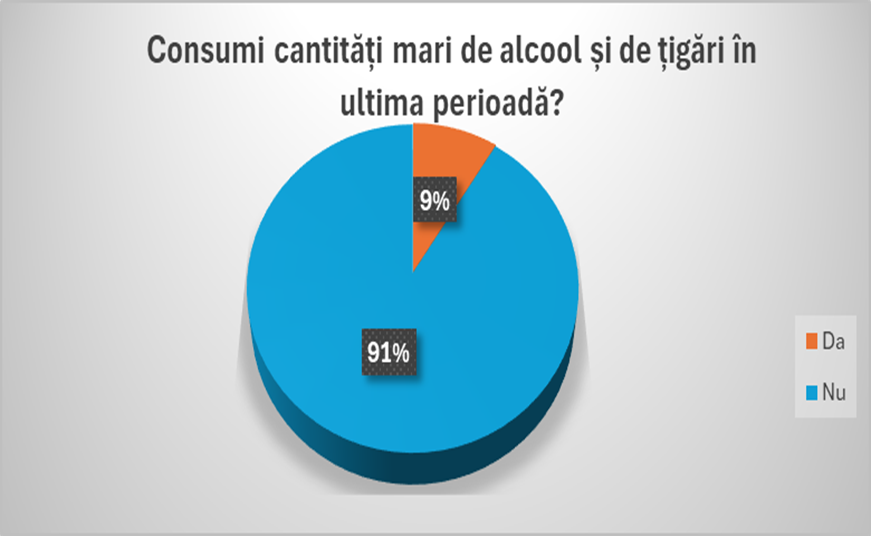 Consumi cantități mari de alcool și de țigări în
ultima perioadă?
9%
91%
Da
Nu